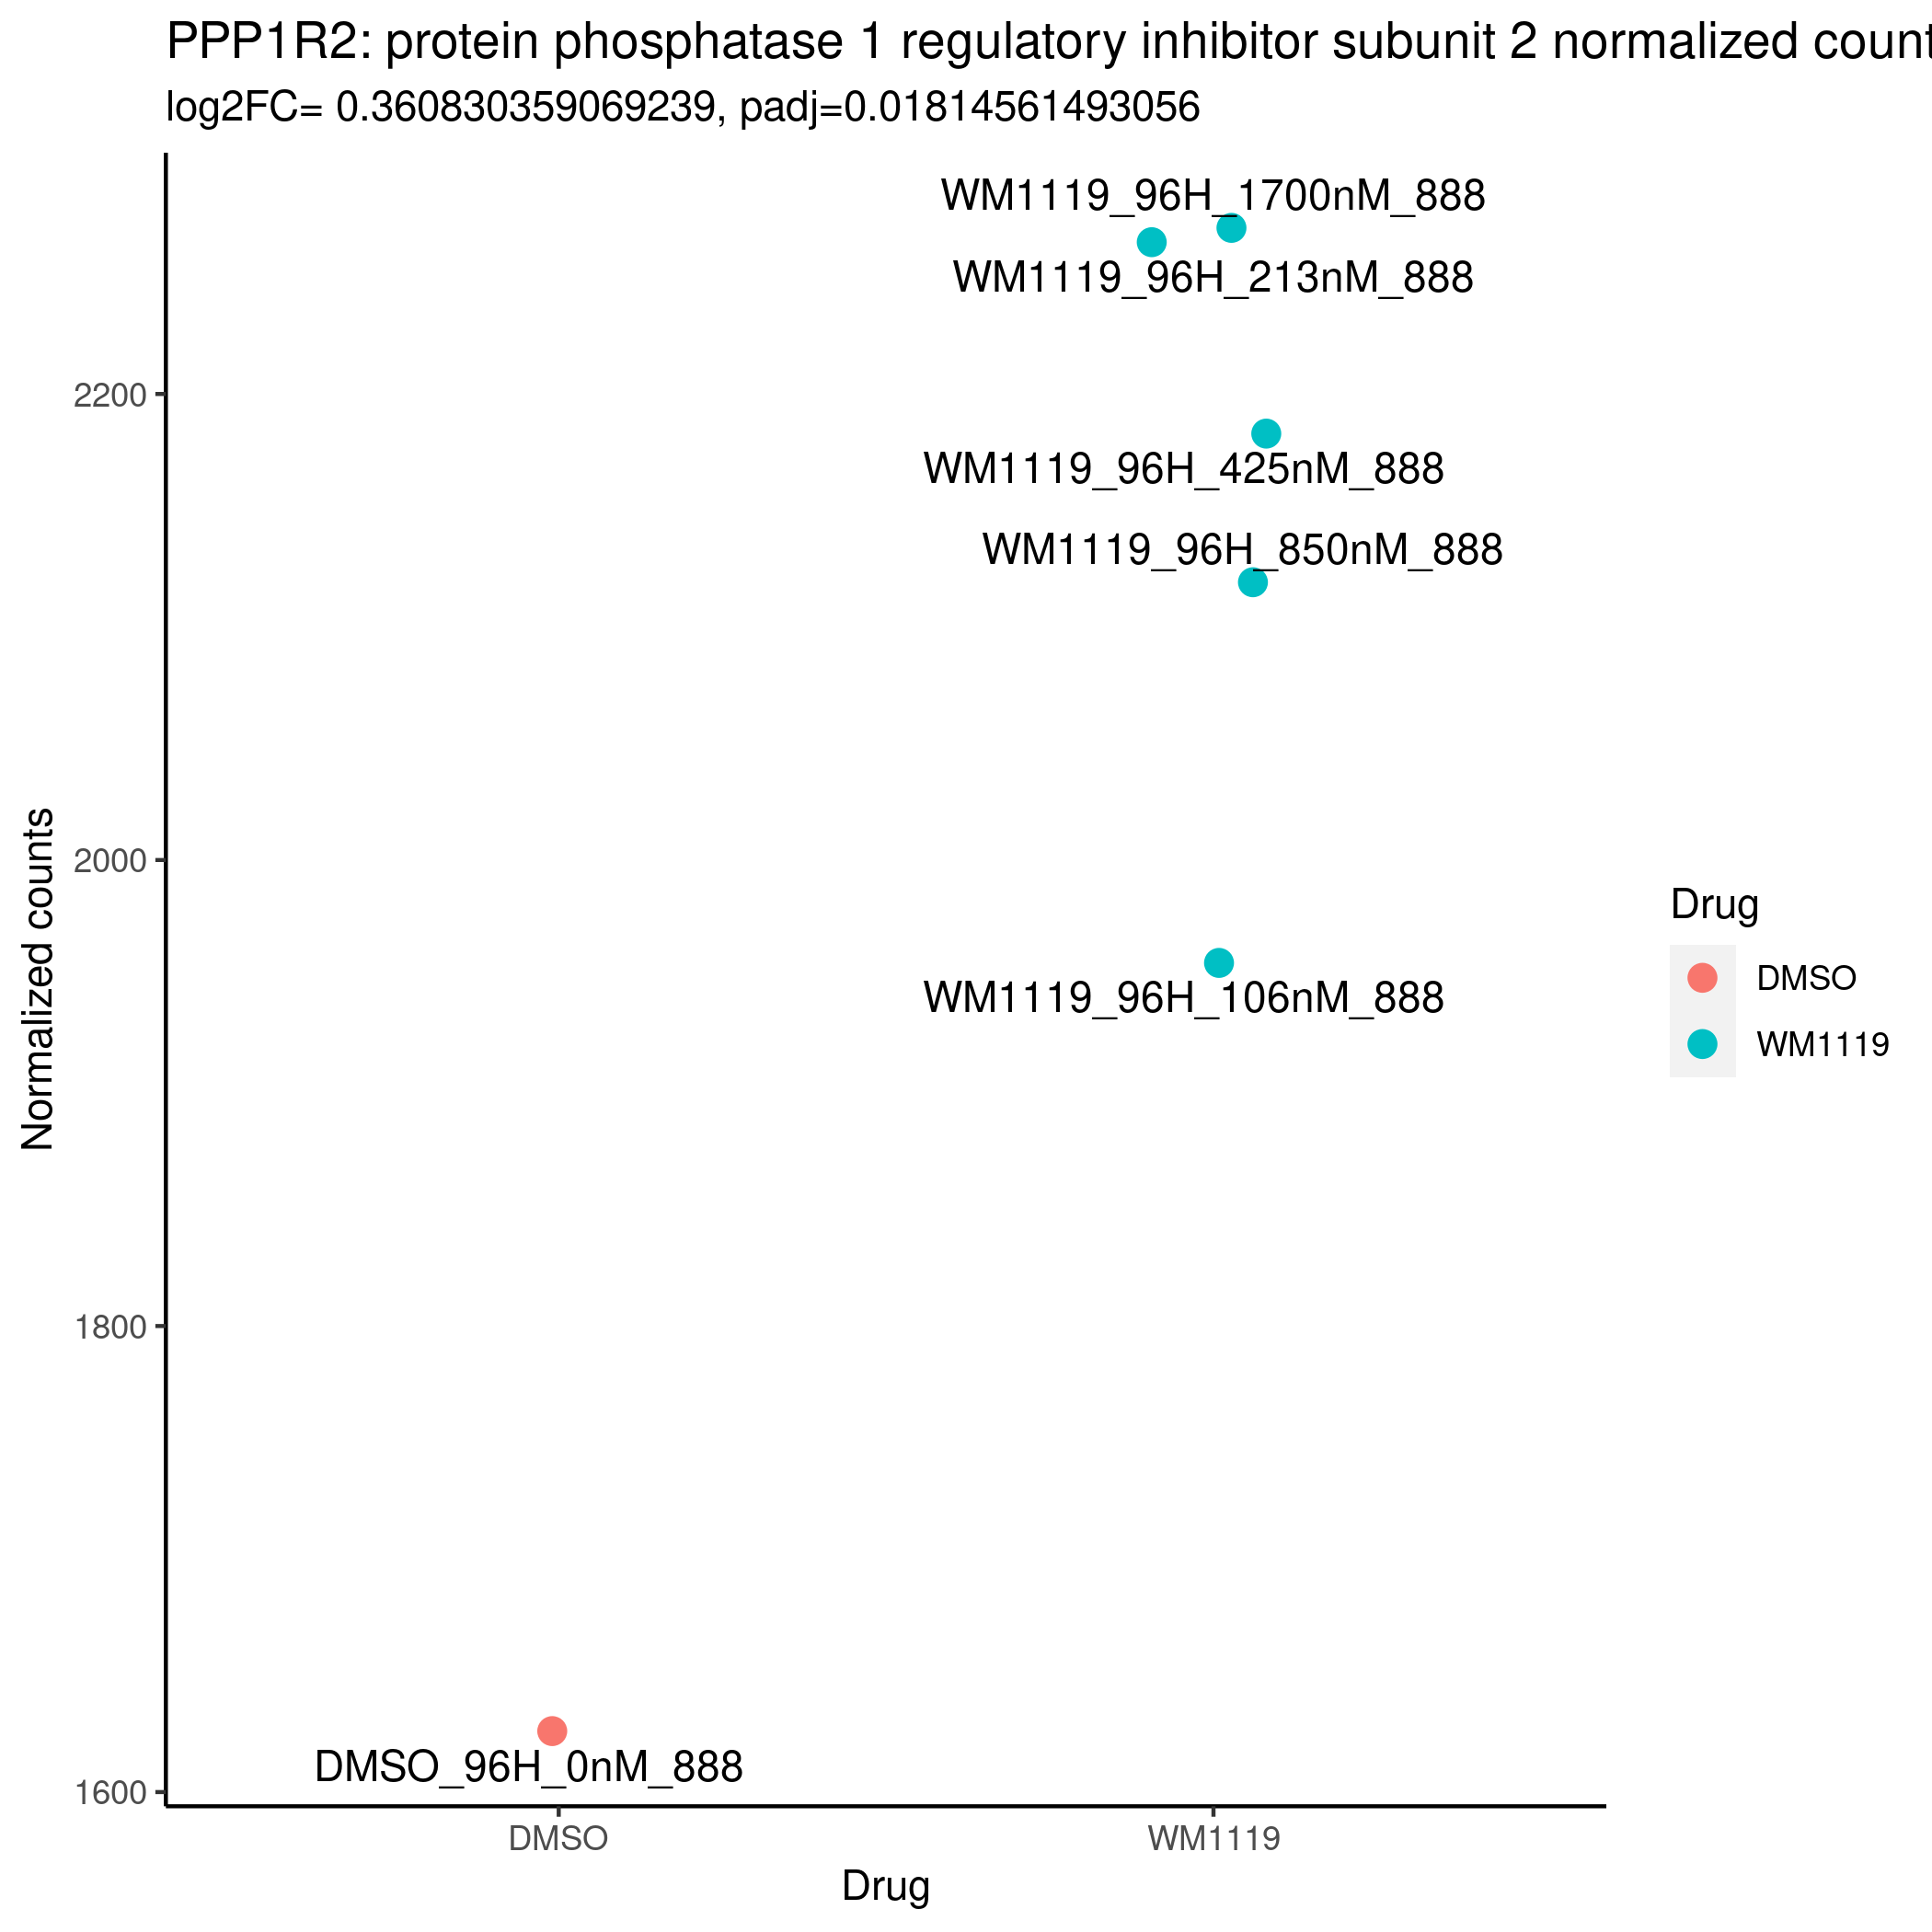 PPP1R2: protein phosphatase 1 regulatory inhibitor subunit 2 normalized count
log2FC= 0.360830359069239, padj=0.01814561493056
WM1119_96H_1700nM_888
WM1119_96H_213nM_888
2200
WM1119_96H_425nM_888
WM1119_96H_850nM_888
2000
WM1119_96H_106nM_888
1800
DMSO_96H_0nM_888
1600
Normalized counts
DMSO
WM1119
Drug
Drug
DMSO
WM1119